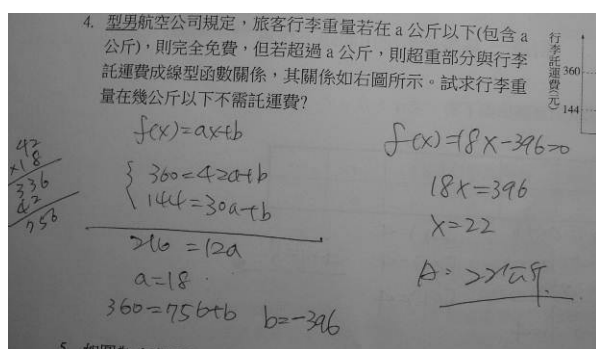 4. 型男航空公司規定，旅客行李重量若在 a 公斤以下(包含 a
公斤)，則完全免費，但若超過 a 公斤，則超重部分與行李
託運費成線型函數關係，其關係如右圖所示。試求行李重
量在幾公斤以下不需託運費?
行李託運費(元)
360
144
f(x)=ax+b
360=42a+b
144=30a+b
216=12a
a=18
360=756+b b=-396
42
×18
336
42
756
f(x)=18x-396=0
18x=396
x=22
A: 22公斤
5.